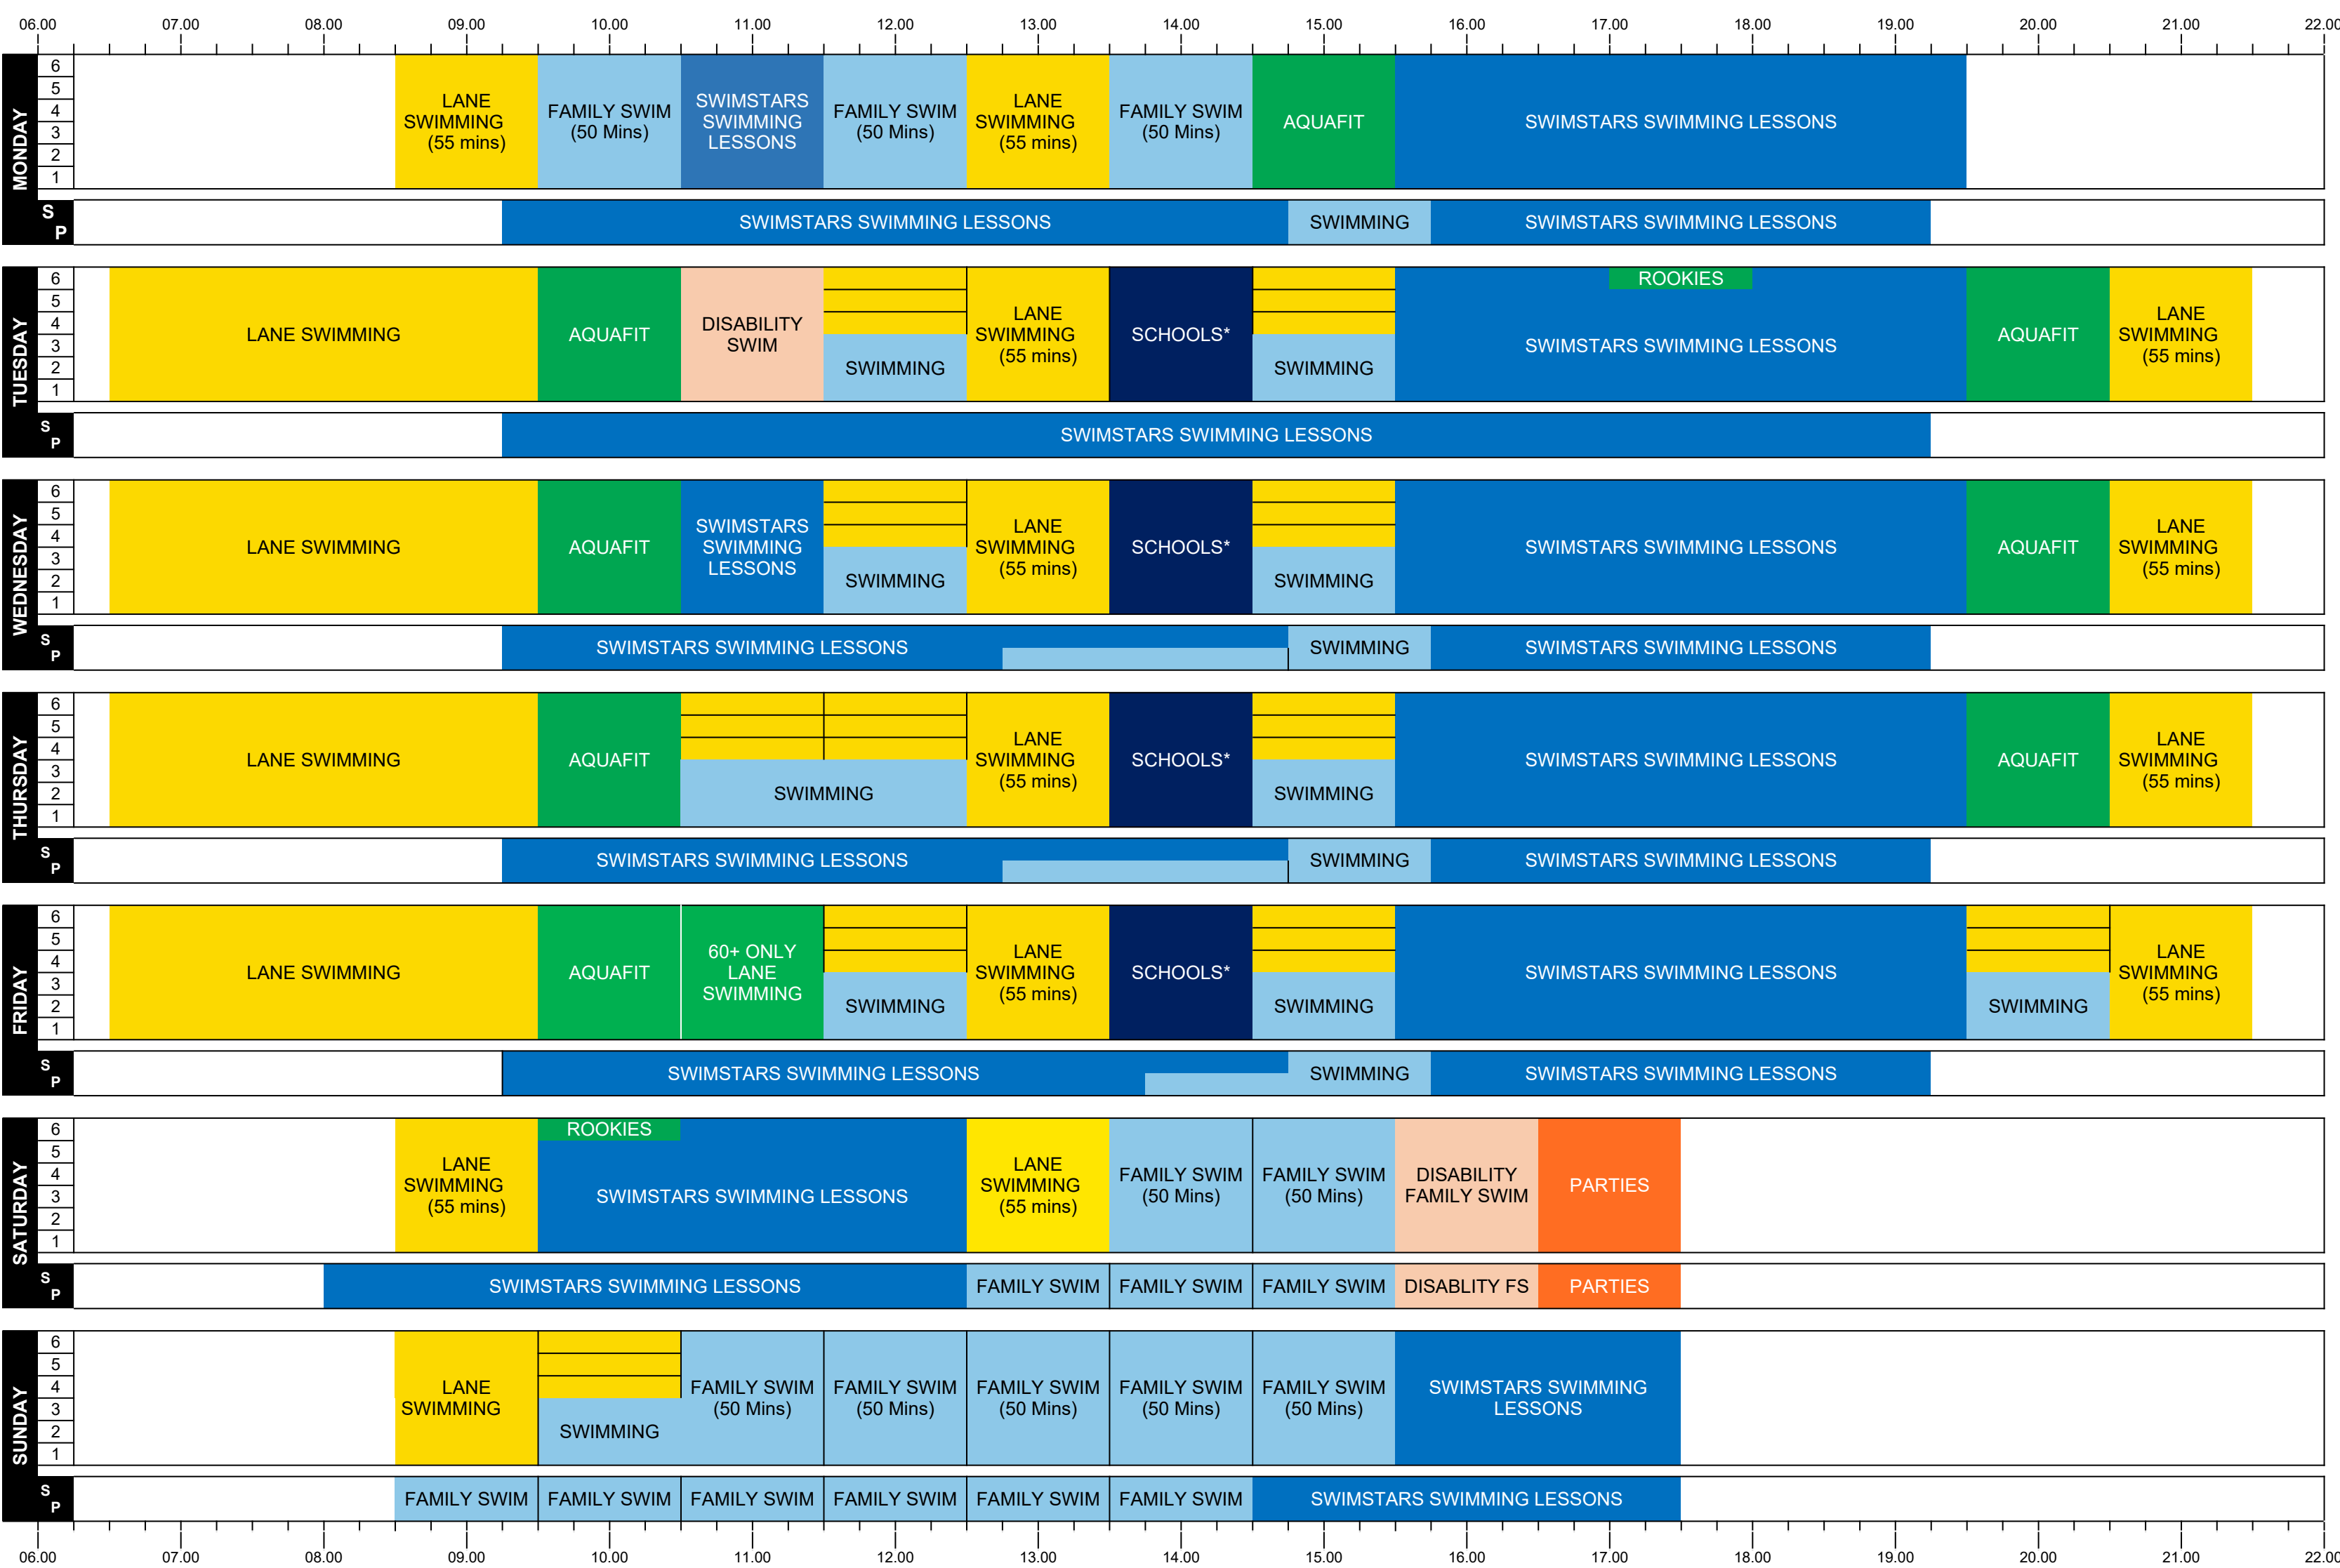 06.00 07.00 08.00 09.00 10.00 11.00 12.00 13.00 14.00 15.00 16.00 17.00 18.00 19.00 20.00 21.00 22.00
MONDAY
6
5
4
3
2
1
LANE
SWIMMING
(55 mins)
FAMILY SWIM
(50 Mins)
SWIMSTARS
SWIMMING
LESSONS
FAMILY SWIM
(50 Mins)
LANE
SWIMMING
(55 mins)
FAMILY SWIM
(50 Mins)
AQUAFIT
SWIMSTARS SWIMMING LESSONS
S
P
SWIMSTARS SWIMMING LESSONS
SWIMMING
SWIMSTARS SWIMMING LESSONS
TUESDAY
6
5
4
3
2
1
LANE SWIMMING
AQUAFIT
DISABILITY
SWIM
SWIMMING
LANE
SWIMMING
(55 mins)
SCHOOLS*
SWIMMING
ROOKIES
SWIMSTARS SWIMMING LESSONS
AQUAFIT
LANE
SWIMMING
(55 mins)
S
P
SWIMSTARS SWIMMING LESSONS
WEDNESDAY
6
5
4
3
2
1
LANE SWIMMING
AQUAFIT
SWIMSTARS
SWIMMING
LESSONS
SWIMMING
LANE
SWIMMING
(55 mins)
SCHOOLS*
SWIMMING
SWIMSTARS SWIMMING LESSONS
AQUAFIT
LANE
SWIMMING
(55 mins)
S
P
SWIMSTARS SWIMMING LESSONS
SWIMMING
SWIMSTARS SWIMMING LESSONS
THURSDAY
6
5
4
3
2
1
LANE SWIMMING
AQUAFIT
SWIMMING
LANE
SWIMMING
(55 mins)
SCHOOLS*
SWIMMING
SWIMSTARS SWIMMING LESSONS
AQUAFIT
LANE
SWIMMING
(55 mins)
S
P
SWIMSTARS SWIMMING LESSONS
SWIMMING
SWIMSTARS SWIMMING LESSONS
FRIDAY
6
5
4
3
2
1
LANE SWIMMING
AQUAFIT
60+ ONLY
LANE
SWIMMING
SWIMMING
LANE
SWIMMING
(55 mins)
SCHOOLS*
SWIMMING
SWIMSTARS SWIMMING LESSONS
SWIMMING
LANE
SWIMMING
(55 mins)
S
P
SWIMSTARS SWIMMING LESSONS
SWIMMING
SWIMSTARS SWIMMING LESSONS
SATURDAY
6
5
4
3
2
1
LANE
SWIMMING
(55 mins)
ROOKIES
SWIMSTARS SWIMMING LESSONS
LANE
SWIMMING
(55 mins)
FAMILY SWIM
(50 Mins)
FAMILY SWIM
(50 Mins)
DISABILITY
FAMILY SWIM
PARTIES
S
P
SWIMSTARS SWIMMING LESSONS
FAMILY SWIM
FAMILY SWIM
FAMILY SWIM
DISABLITY FS
PARTIES
SUNDAY
6
5
4
3
2
1
LANE
SWIMMING
SWIMMING
FAMILY SWIM
(50 Mins)
FAMILY SWIM
(50 Mins)
FAMILY SWIM
(50 Mins)
FAMILY SWIM
(50 Mins)
FAMILY SWIM
(50 Mins)
SWIMSTARS SWIMMING
LESSONS
S
P
FAMILY SWIM
FAMILY SWIM
FAMILY SWIM
FAMILY SWIM
FAMILY SWIM
FAMILY SWIM
SWIMSTARS SWIMMING LESSONS
06.00 07.00 08.00 09.00 10.00 11.00 12.00 13.00 14.00 15.00 16.00 17.00 18.00 19.00 20.00 21.00 22.00